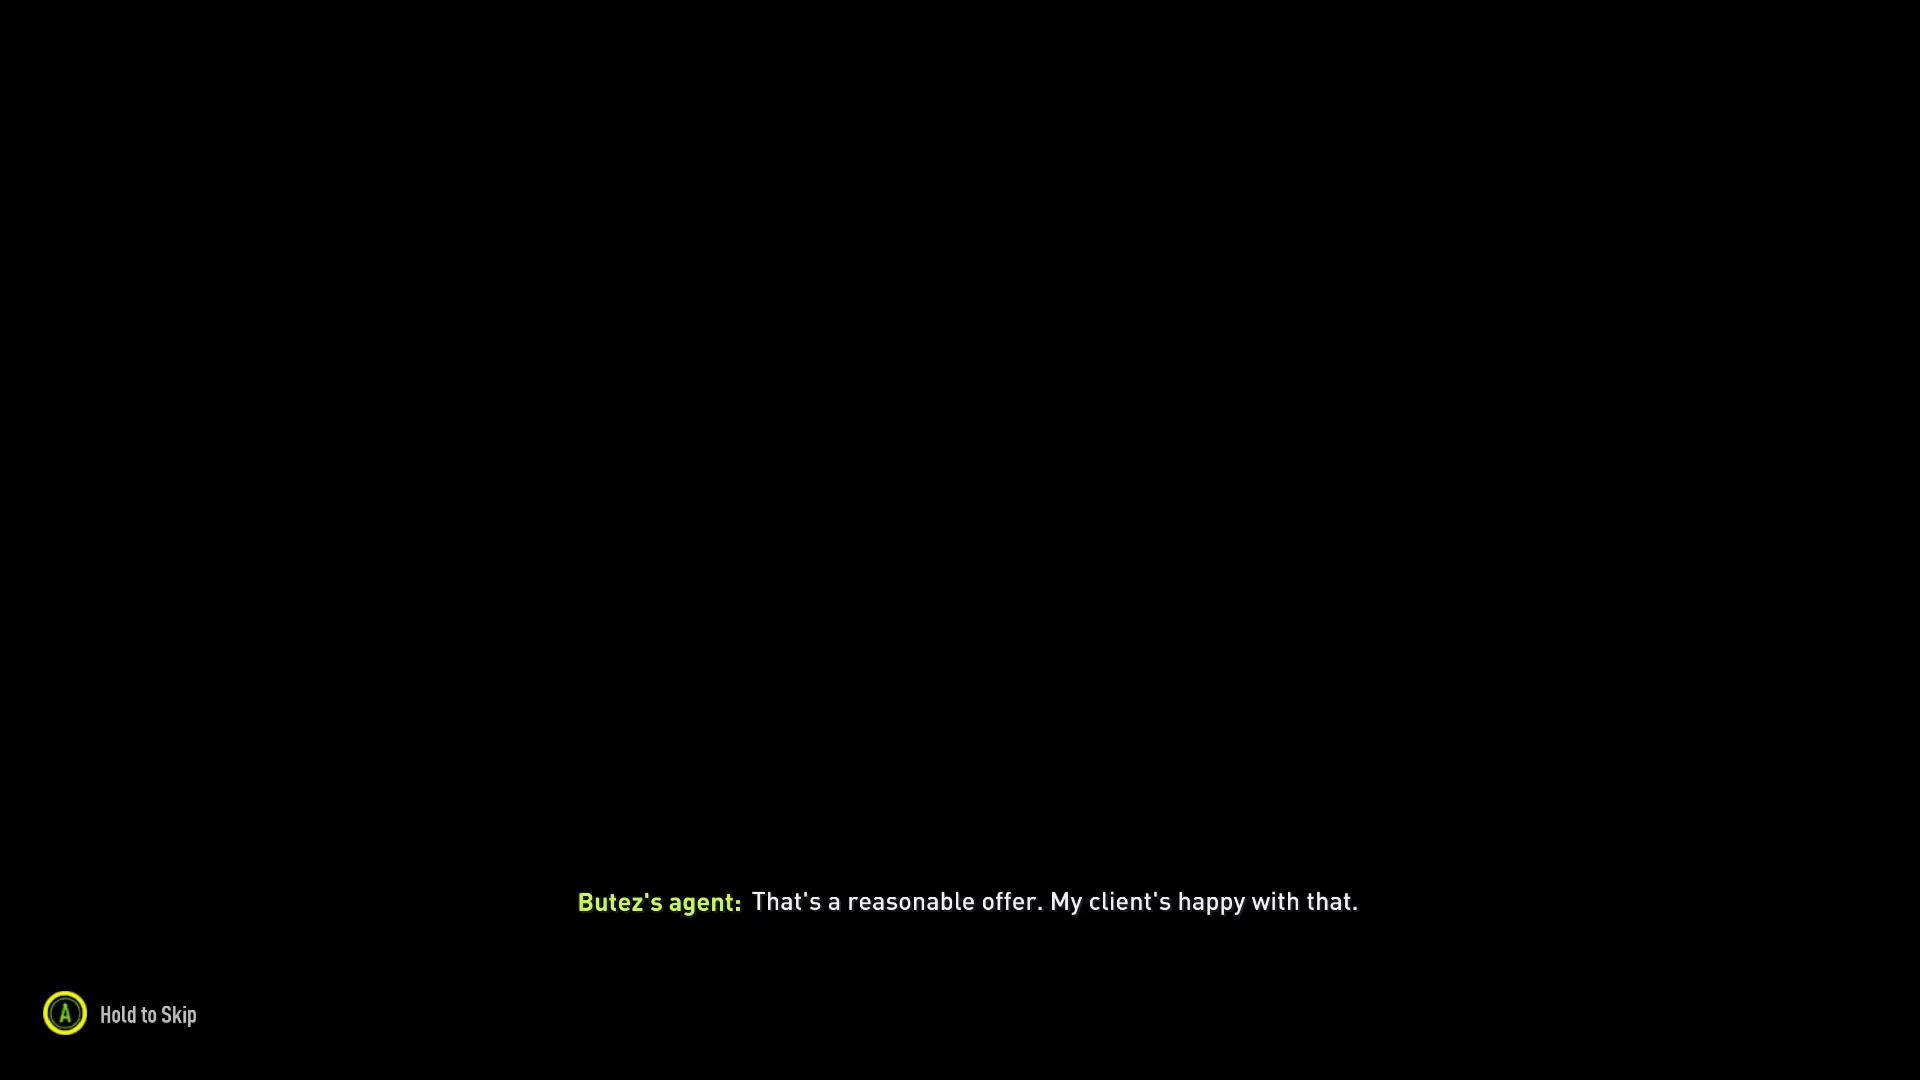 Butez's agent: That's a reasonable offer. My client's happy with that.
A Hold to Skip